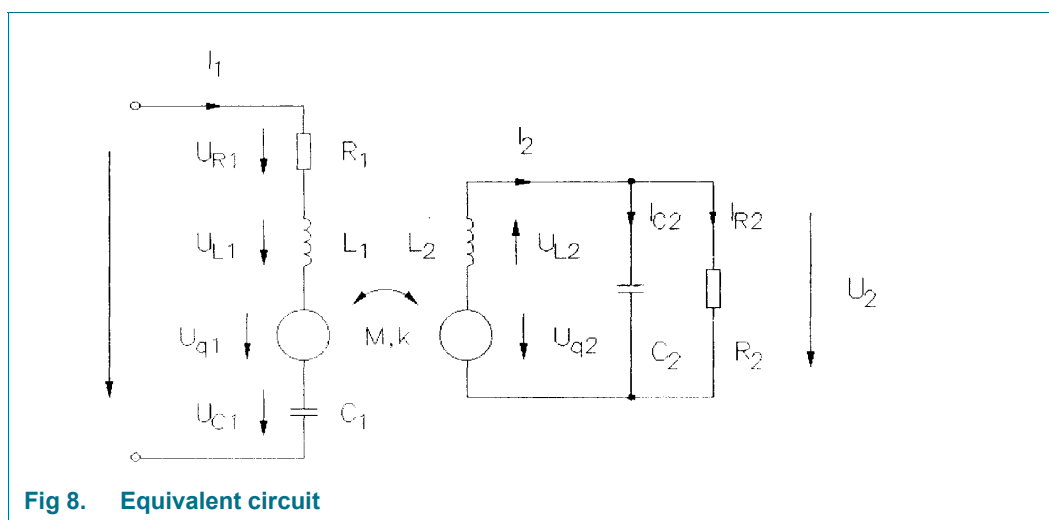 I1
I2
UR1
R1
IC2
IR2
UL1
L1
L2
UL2
U2
Uq1
M,k
Uq2
C2
R2
UC1
C1
Fig 8. Equivalent circuit